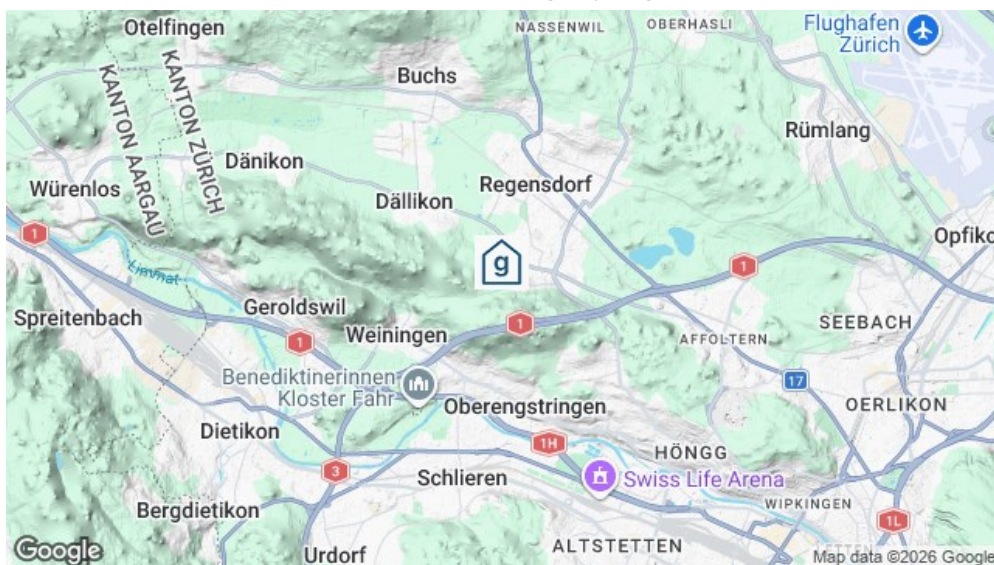 Otelfingen
NASSENWIL
OBERHASLI
Flughafen
Zürich
KANTON ZÜRICH
KANTON AARGAU
Buchs
Rümlang
Dänikon
Würenlos
Regensdorf
Dällikon
Opfiko
1
g
1
Limmat
Geroldswil
Spreitenbach
1
Weiningen
1
SEEBACH
AFFOLTERN
Benediktinerinnen
Kloster Fahr
17
Oberengstringen
OERLIKON
Dietikon
1H
HÖNGG
3
Schlieren
Swiss Life Arena
WIPKINGEN
Bergdietikon
1L
ALTSTETTEN
Urdorf
Google
Map data ©2026 Google